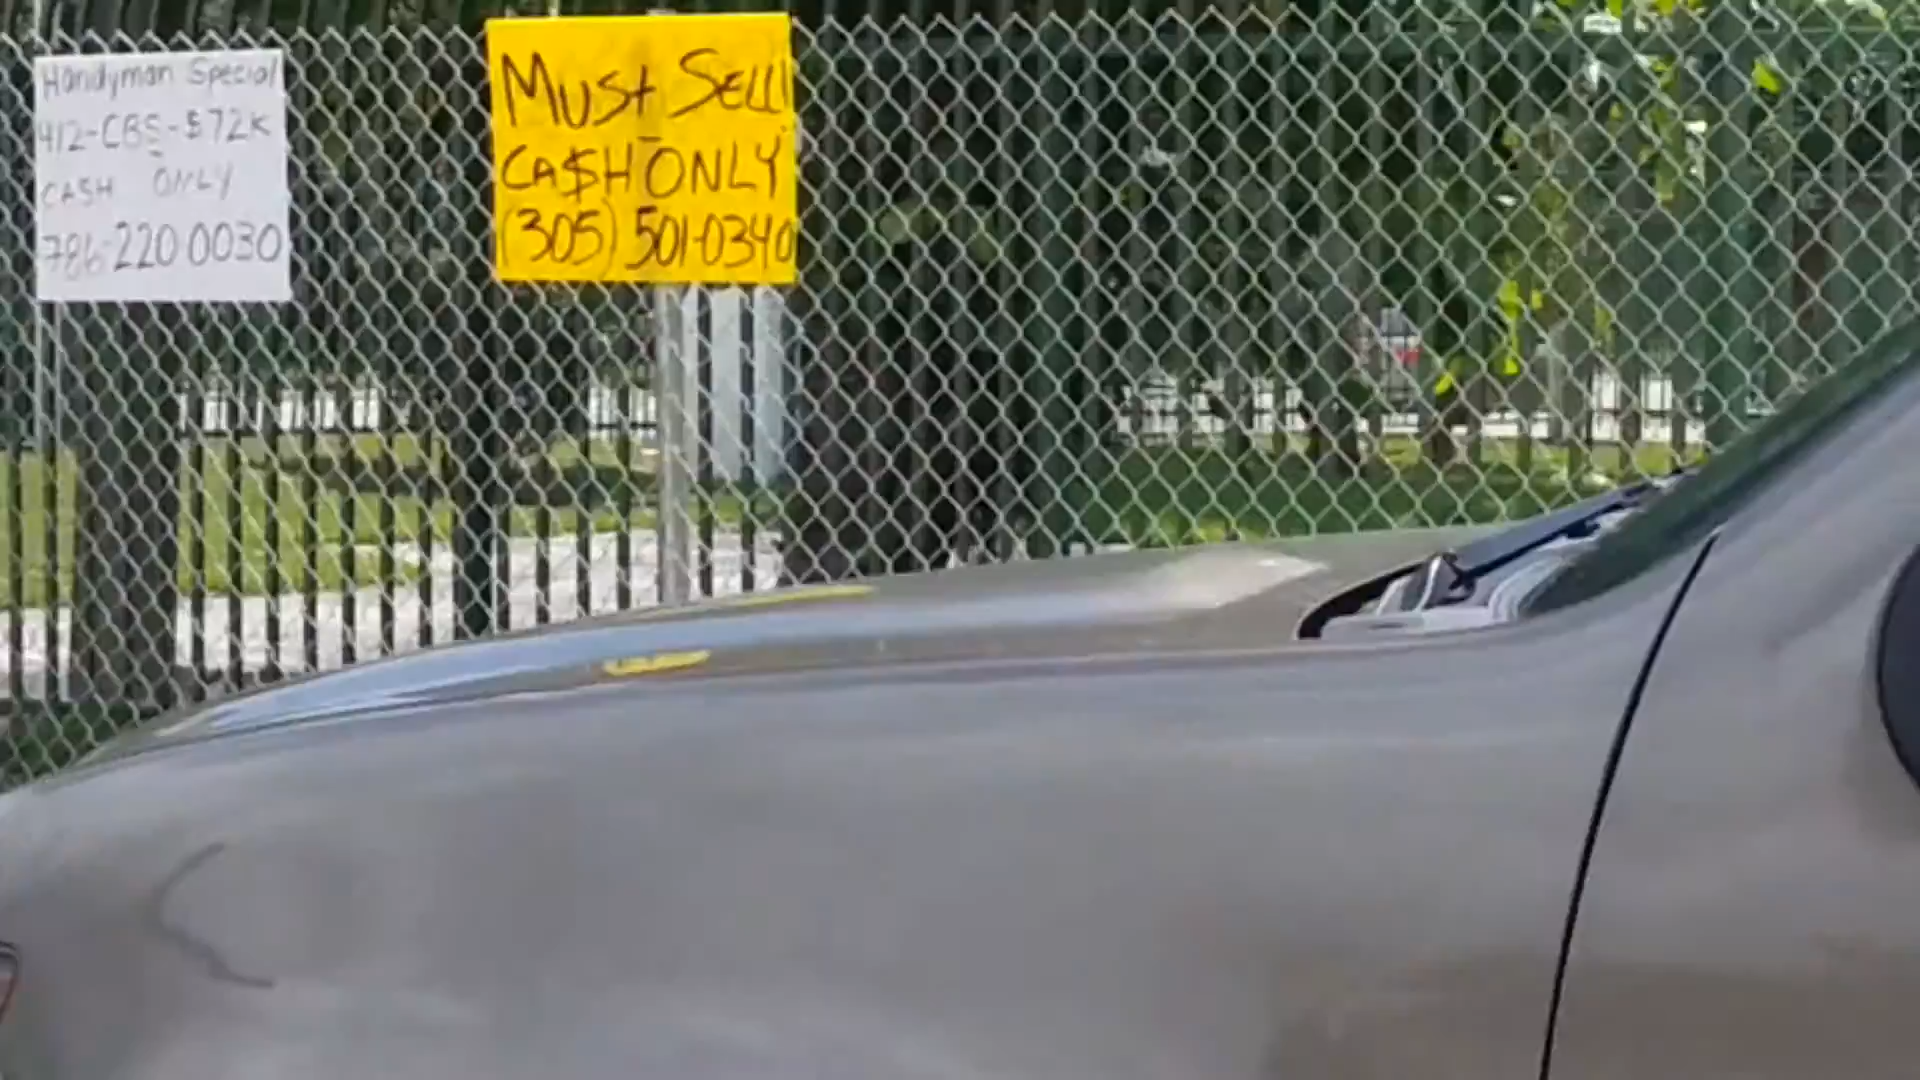 Handyman Special
412-CBS-$72K
CASH ONLY
786-220 0030
MUST SELL!
CA$H ONLY
(305) 501-0340